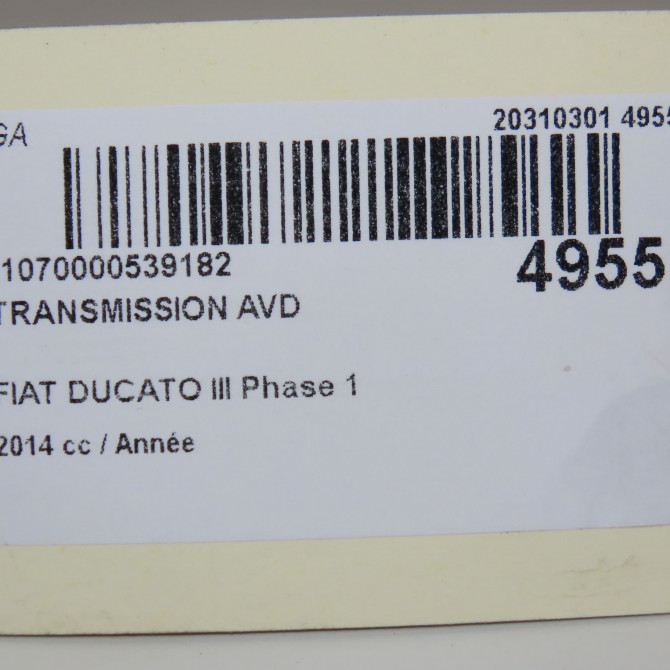 GA
20310301 4955
1070000539182
4955
TRANSMISSION AVD
FIAT DUCATO III Phase 1
2014 cc / Année